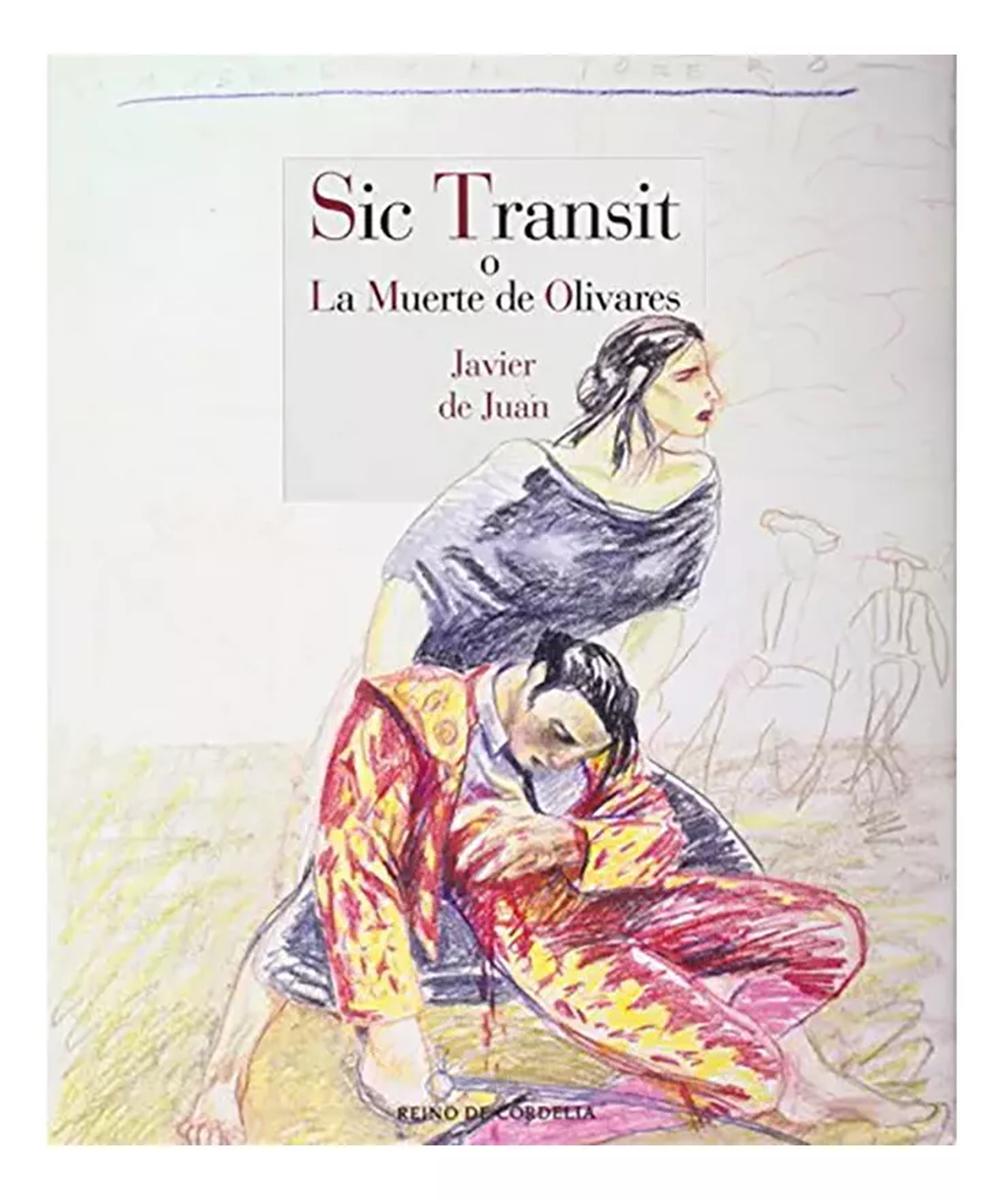 Sic Transit
o
La Muerte de Olivares
Javier
de Juan
REINO DE CORDELIA